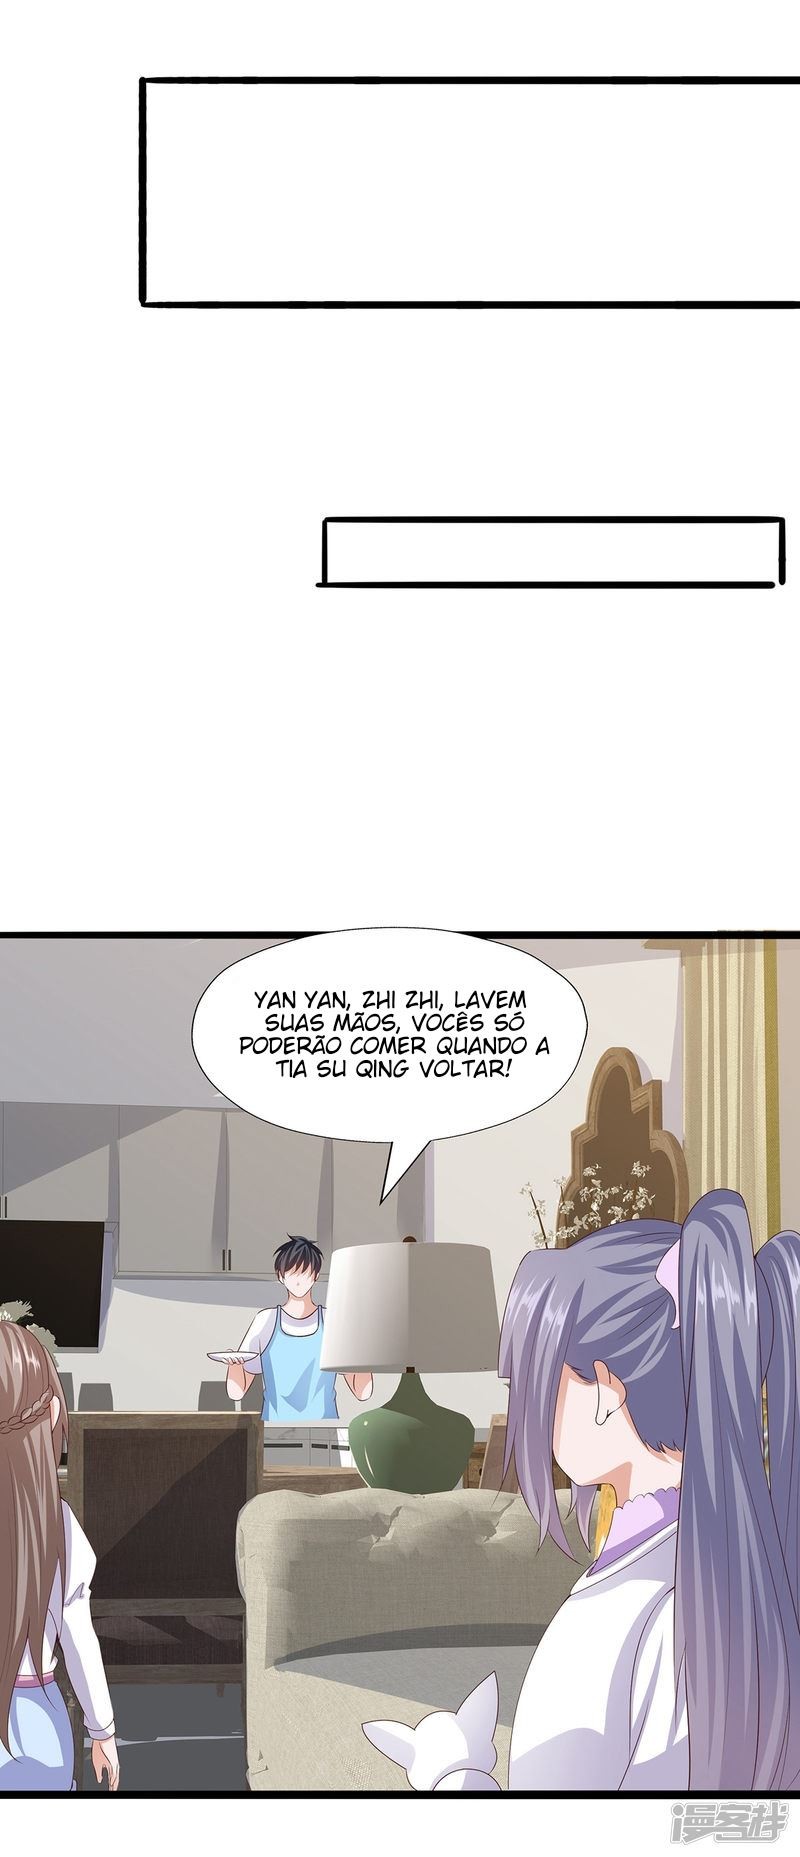 YAN YAN, ZHI ZHI, LAVEM
SUAS MÃOS, VOCÊS SÓ
PODERÃO COMER QUANDO A
TIA SU QING VOLTAR!
漫客栈